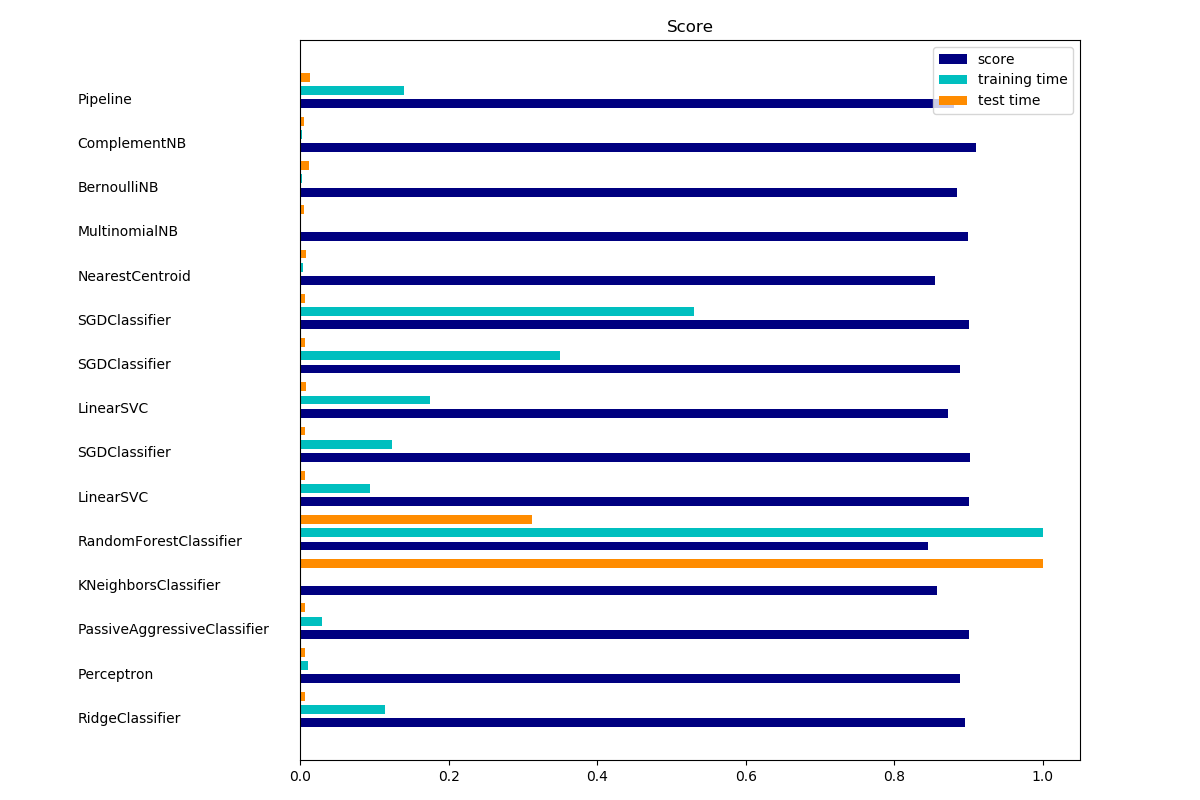 Score
score
training time
test time
Pipeline
ComplementNB
BernoulliNB
MultinomialNB
NearestCentroid
SGDClassifier
SGDClassifier
LinearSVC
SGDClassifier
LinearSVC
RandomForestClassifier
KNeighborsClassifier
PassiveAggressiveClassifier
Perceptron
RidgeClassifier
0.0 0.2 0.4 0.6 0.8 1.0